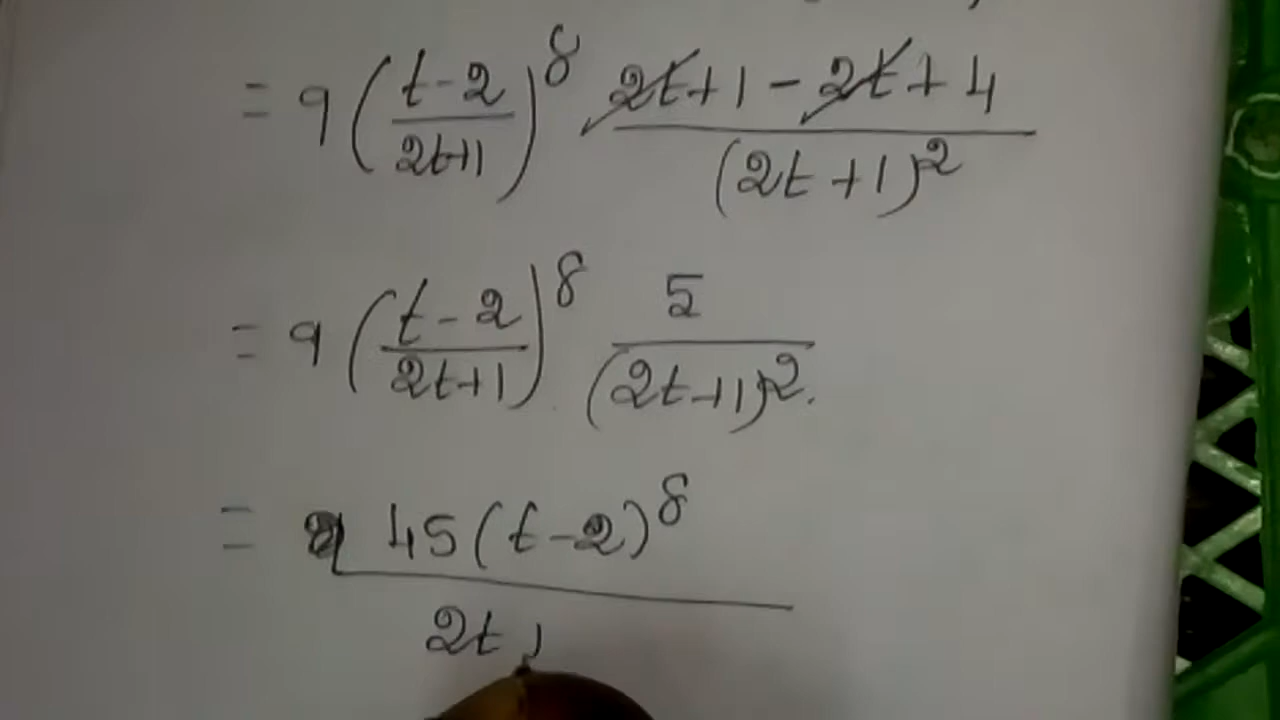 = 9 (t-2 / 2t+1)^8 2t+1-2t+4 / (2t+1)^2
= 9 (t-2 / 2t+1)^8 5 / (2t+1)^2.
= 45(t-2)^8 / 2t